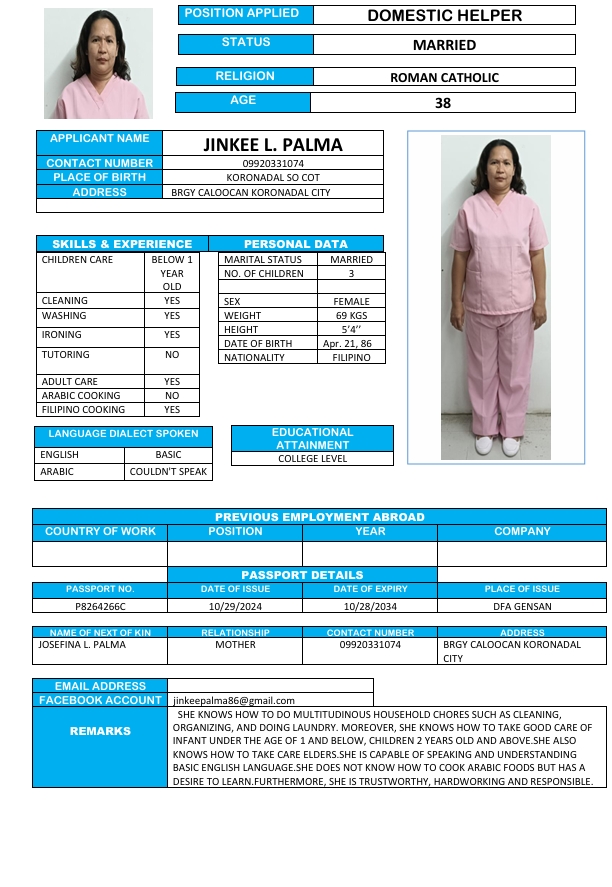 POSITION APPLIED DOMESTIC HELPER
STATUS MARRIED
RELIGION ROMAN CATHOLIC
AGE 38
APPLICANT NAME JINKEE L. PALMA
CONTACT NUMBER 09920331074
PLACE OF BIRTH KORONADAL SO COT
ADDRESS BRGY CALOOCAN KORONADAL CITY
SKILLS & EXPERIENCE
CHILDREN CARE BELOW 1
YEAR
OLD
CLEANING YES
WASHING YES
IRONING YES
TUTORING NO
ADULT CARE YES
ARABIC COOKING NO
FILIPINO COOKING YES
PERSONAL DATA
MARITAL STATUS MARRIED
NO. OF CHILDREN 3
SEX FEMALE
WEIGHT 69 KGS
HEIGHT 5’4’’
DATE OF BIRTH Apr. 21, 86
NATIONALITY FILIPINO
LANGUAGE DIALECT SPOKEN
ENGLISH BASIC
ARABIC COULDN'T SPEAK
EDUCATIONAL
ATTAINMENT
COLLEGE LEVEL
PREVIOUS EMPLOYMENT ABROAD
COUNTRY OF WORK POSITION YEAR COMPANY
PASSPORT DETAILS
PASSPORT NO. DATE OF ISSUE DATE OF EXPIRY PLACE OF ISSUE
P8264266C 10/29/2024 10/28/2034 DFA GENSAN
NAME OF NEXT OF KIN RELATIONSHIP CONTACT NUMBER ADDRESS
JOSEFINA L. PALMA MOTHER 09920331074 BRGY CALOOCAN KORONADAL
CITY
EMAIL ADDRESS
FACEBOOK ACCOUNT jinkeepalma86@gmail.com
REMARKS
SHE KNOWS HOW TO DO MULTITUDINOUS HOUSEHOLD CHORES SUCH AS CLEANING,
ORGANIZING, AND DOING LAUNDRY. MOREOVER, SHE KNOWS HOW TO TAKE GOOD CARE OF
INFANT UNDER THE AGE OF 1 AND BELOW, CHILDREN 2 YEARS OLD AND ABOVE.SHE ALSO
KNOWS HOW TO TAKE CARE ELDERS.SHE IS CAPABLE OF SPEAKING AND UNDERSTANDING
BASIC ENGLISH LANGUAGE.SHE DOES NOT KNOW HOW TO COOK ARABIC FOODS BUT HAS A
DESIRE TO LEARN.FURTHERMORE, SHE IS TRUSTWORTHY, HARDWORKING AND RESPONSIBLE.